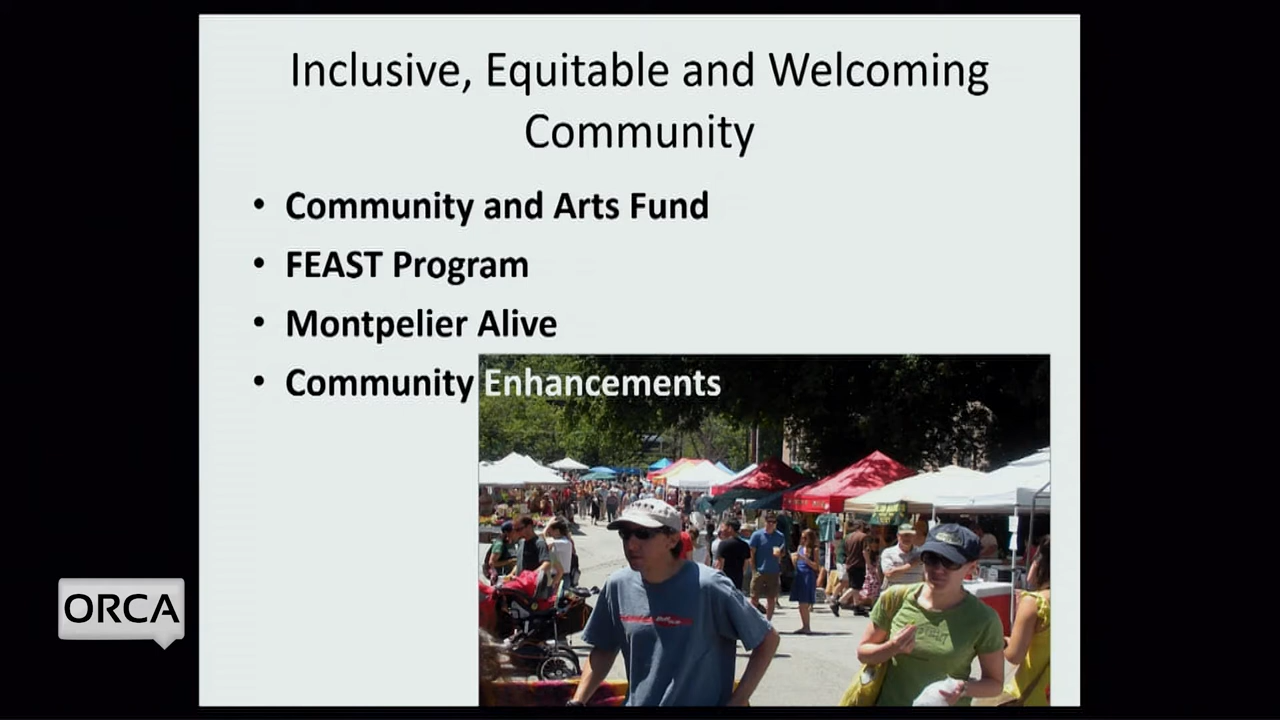 Inclusive, Equitable and Welcoming
Community
• Community and Arts Fund
• FEAST Program
• Montpelier Alive
• Community Enhancements
ORCA